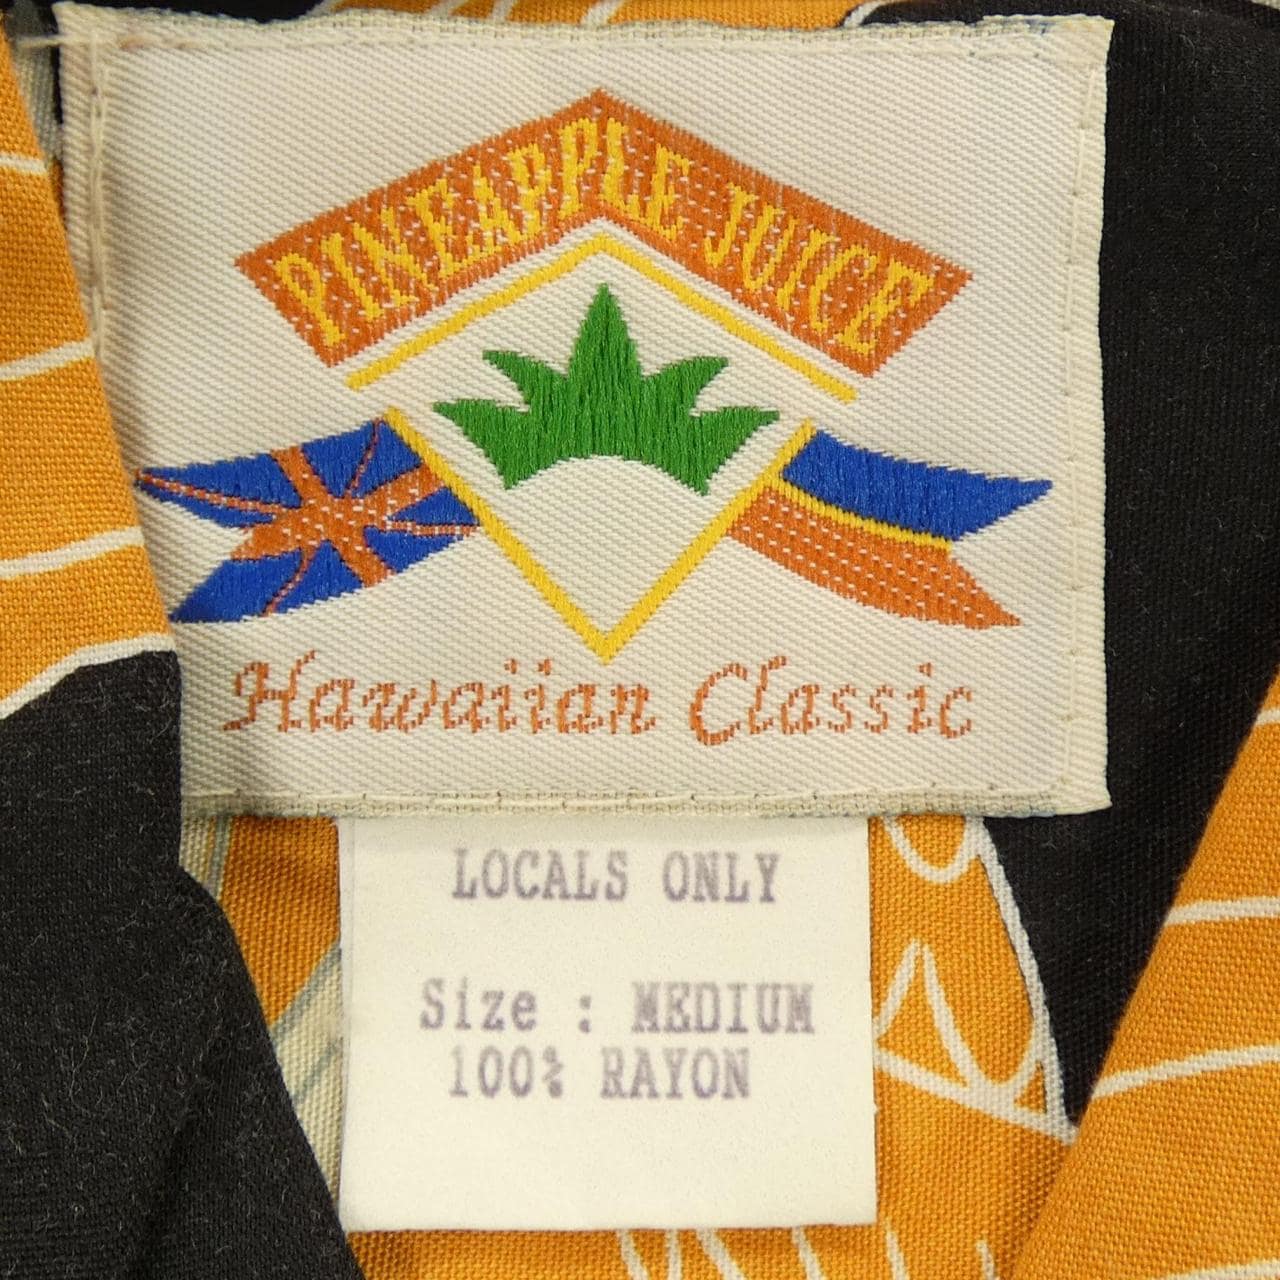 PINEAPPLE JUICE
Hawaiian Classic
LOCALS ONLY
Size : MEDIUM
100% RAYON